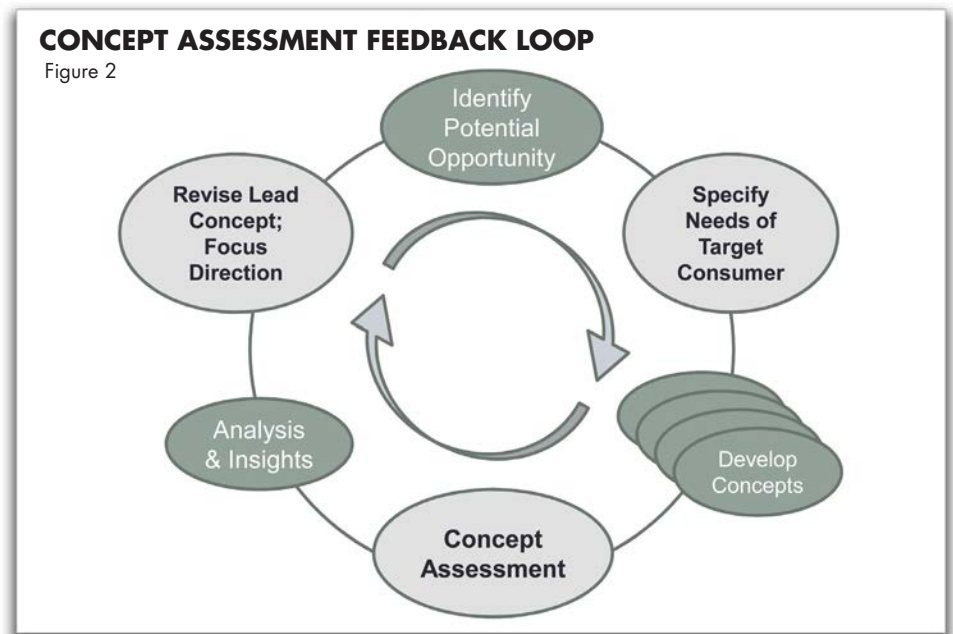 CONCEPT ASSESSMENT FEEDBACK LOOP
Figure 2
Identify
Potential
Opportunity
Specify
Needs of
Target
Consumer
Develop
Concepts
Concept
Assessment
Analysis
& Insights
Revise Lead
Concept;
Focus
Direction